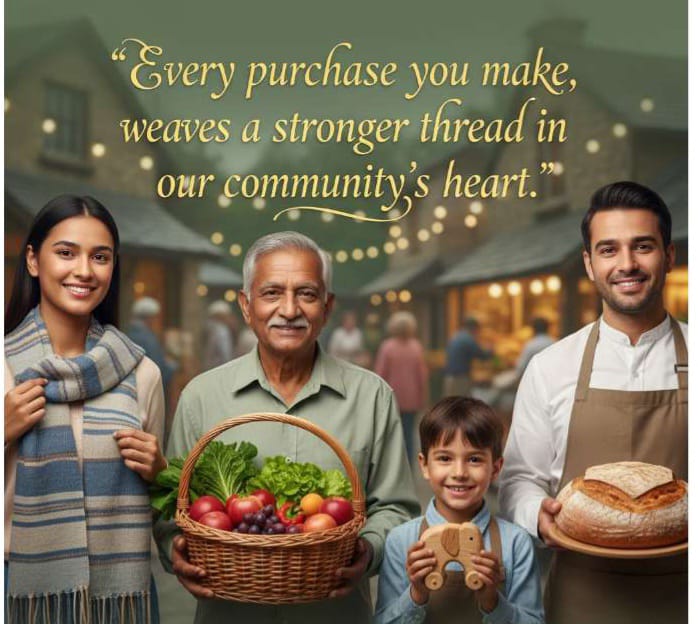 “Every purchase you make,
weaves a stronger thread in
our community’s heart.”